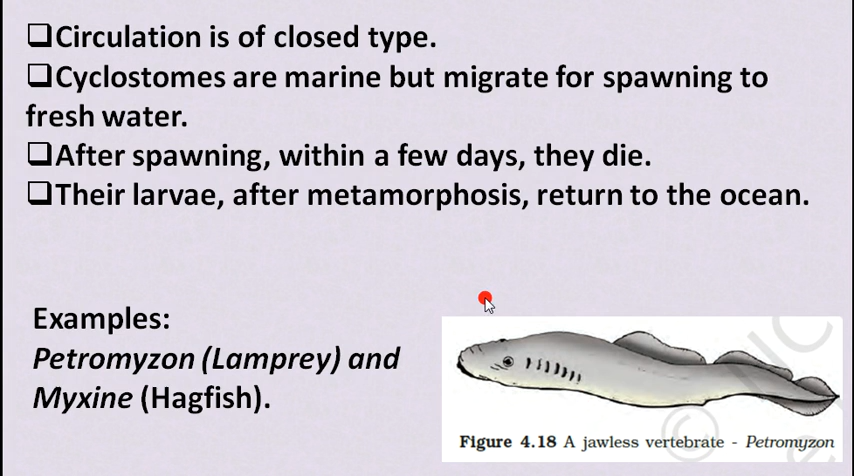 ❑Circulation is of closed type.
❑Cyclostomes are marine but migrate for spawning to
fresh water.
❑After spawning, within a few days, they die.
❑Their larvae, after metamorphosis, return to the ocean.
Examples:
Petromyzon (Lamprey) and
Myxine (Hagfish).
Figure 4.18 A jawless vertebrate - Petromyzon